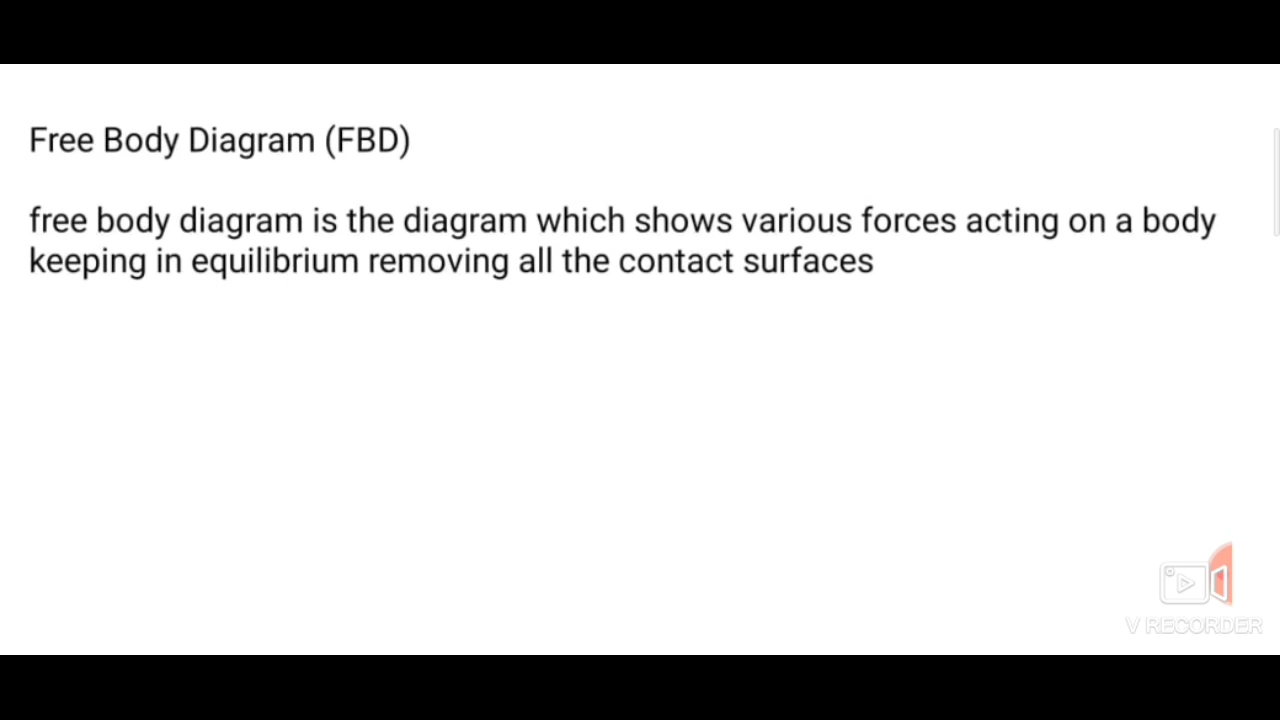 Free Body Diagram (FBD)
free body diagram is the diagram which shows various forces acting on a body
keeping in equilibrium removing all the contact surfaces
V RECORDER